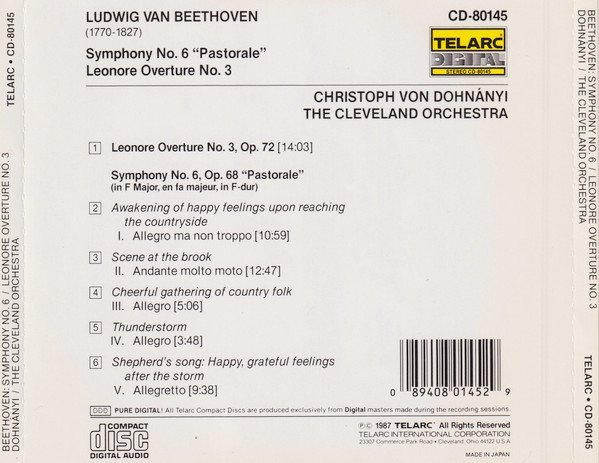 LUDWIG VAN BEETHOVEN
(1770-1827)
Symphony No. 6 “Pastorale”
Leonore Overture No. 3
CD-80145
TELARC
DIGITAL
STEREO CD-80145
CHRISTOPH VON DOHNÁNYI
THE CLEVELAND ORCHESTRA
1 Leonore Overture No. 3, Op. 72 [14:03]
Symphony No. 6, Op. 68 “Pastorale”
(in F Major, en fa majeur, in F-dur)
2 Awakening of happy feelings upon reaching
the countryside
I. Allegro ma non troppo [10:59]
3 Scene at the brook
II. Andante molto moto [12:47]
4 Cheerful gathering of country folk
III. Allegro [5:06]
5 Thunderstorm
IV. Allegro [3:48]
6 Shepherd’s song: Happy, grateful feelings
after the storm
V. Allegretto [9:38]
0 89408 01452 9
DDD PURE DIGITAL! All Telarc Compact Discs are produced exclusively from Digital masters made during the recording sessions.
COMPACT
disc
DIGITAL AUDIO
℗© 1987 TELARC® All Rights Reserved
TELARC INTERNATIONAL CORPORATION
23307 Commerce Park Road • Cleveland, Ohio 44122 U.S.A.
MADE IN JAPAN
BEETHOVEN: SYMPHONY NO. 6 / LEONORE OVERTURE NO. 3
DOHNÁNYI / THE CLEVELAND ORCHESTRA
TELARC • CD-80145
BEETHOVEN: SYMPHONY NO. 6 / LEONORE OVERTURE NO. 3
DOHNÁNYI / THE CLEVELAND ORCHESTRA
TELARC • CD-80145